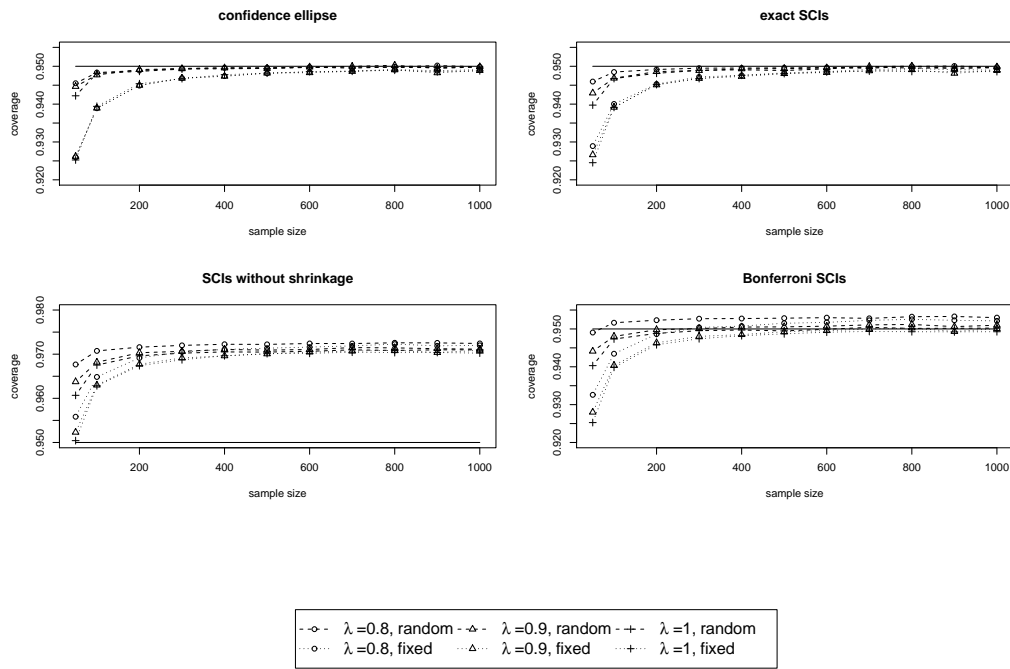 confidence ellipse
coverage
0.920 0.930 0.940 0.950
200 400 600 800 1000
sample size
exact SCIs
coverage
0.920 0.930 0.940 0.950
200 400 600 800 1000
sample size
SCIs without shrinkage
coverage
0.950 0.960 0.970 0.980
200 400 600 800 1000
sample size
Bonferroni SCIs
coverage
0.920 0.930 0.940 0.950
200 400 600 800 1000
sample size
λ =0.8, random λ =0.9, random λ =1, random
λ =0.8, fixed λ =0.9, fixed λ =1, fixed